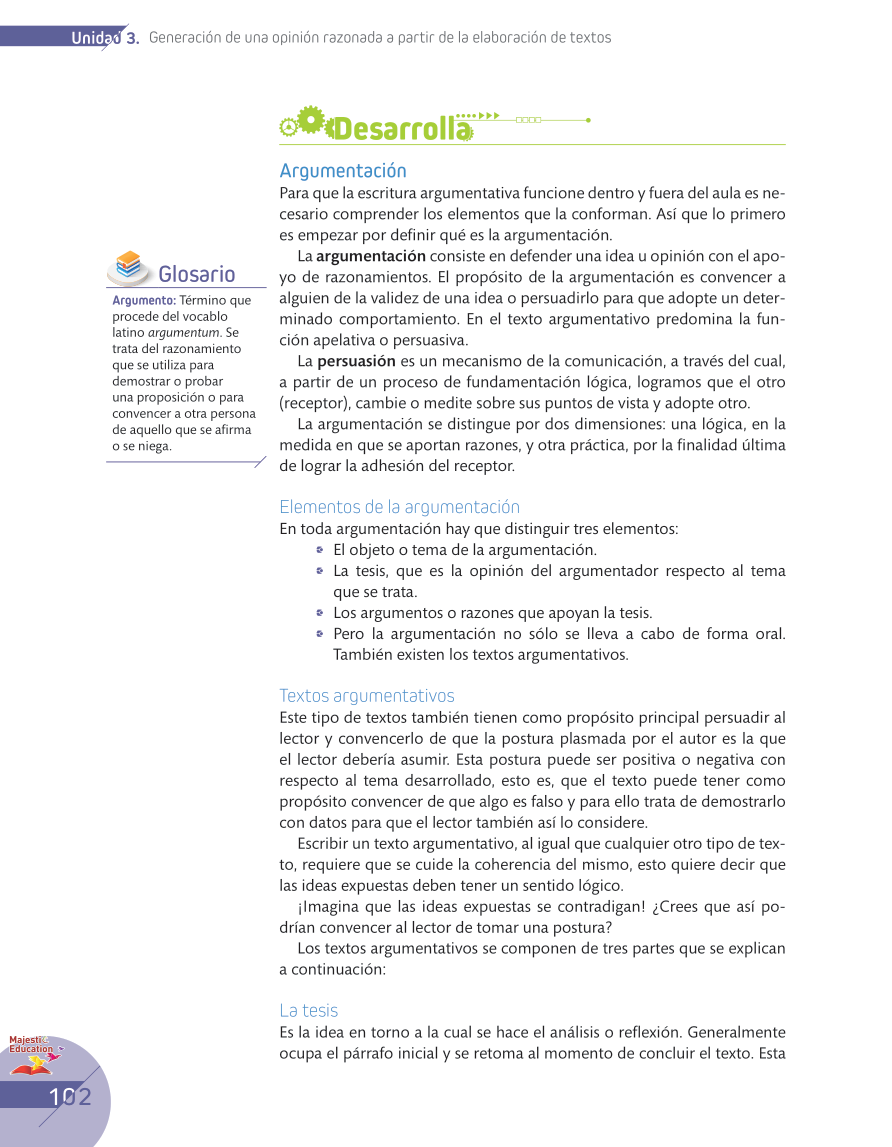 Unidad 3. Generación de una opinión razonada a partir de la elaboración de textos
Desarrolla
Argumentación
Para que la escritura argumentativa funcione dentro y fuera del aula es ne-
cesario comprender los elementos que la conforman. Así que lo primero
es empezar por definir qué es la argumentación.
La argumentación consiste en defender una idea u opinión con el apo-
yo de razonamientos. El propósito de la argumentación es convencer a
alguien de la validez de una idea o persuadirlo para que adopte un deter-
minado comportamiento. En el texto argumentativo predomina la fun-
ción apelativa o persuasiva.
La persuasión es un mecanismo de la comunicación, a través del cual,
a partir de un proceso de fundamentación lógica, logramos que el otro
(receptor), cambie o medite sobre sus puntos de vista y adopte otro.
La argumentación se distingue por dos dimensiones: una lógica, en la
medida en que se aportan razones, y otra práctica, por la finalidad última
de lograr la adhesión del receptor.
Glosario
Argumento: Término que
procede del vocablo
latino argumentum. Se
trata del razonamiento
que se utiliza para
demostrar o probar
una proposición o para
convencer a otra persona
de aquello que se afirma
o se niega.
Elementos de la argumentación
En toda argumentación hay que distinguir tres elementos:
El objeto o tema de la argumentación.
La tesis, que es la opinión del argumentador respecto al tema
que se trata.
Los argumentos o razones que apoyan la tesis.
Pero la argumentación no sólo se lleva a cabo de forma oral.
También existen los textos argumentativos.
Textos argumentativos
Este tipo de textos también tienen como propósito principal persuadir al
lector y convencerlo de que la postura plasmada por el autor es la que
el lector debería asumir. Esta postura puede ser positiva o negativa con
respecto al tema desarrollado, esto es, que el texto puede tener como
propósito convencer de que algo es falso y para ello trata de demostrarlo
con datos para que el lector también así lo considere.
Escribir un texto argumentativo, al igual que cualquier otro tipo de tex-
to, requiere que se cuide la coherencia del mismo, esto quiere decir que
las ideas expuestas deben tener un sentido lógico.
¡Imagina que las ideas expuestas se contradigan! ¿Crees que así po-
drían convencer al lector de tomar una postura?
Los textos argumentativos se componen de tres partes que se explican
a continuación:
La tesis
Es la idea en torno a la cual se hace el análisis o reflexión. Generalmente
ocupa el párrafo inicial y se retoma al momento de concluir el texto. Esta
Majestic
Education
102